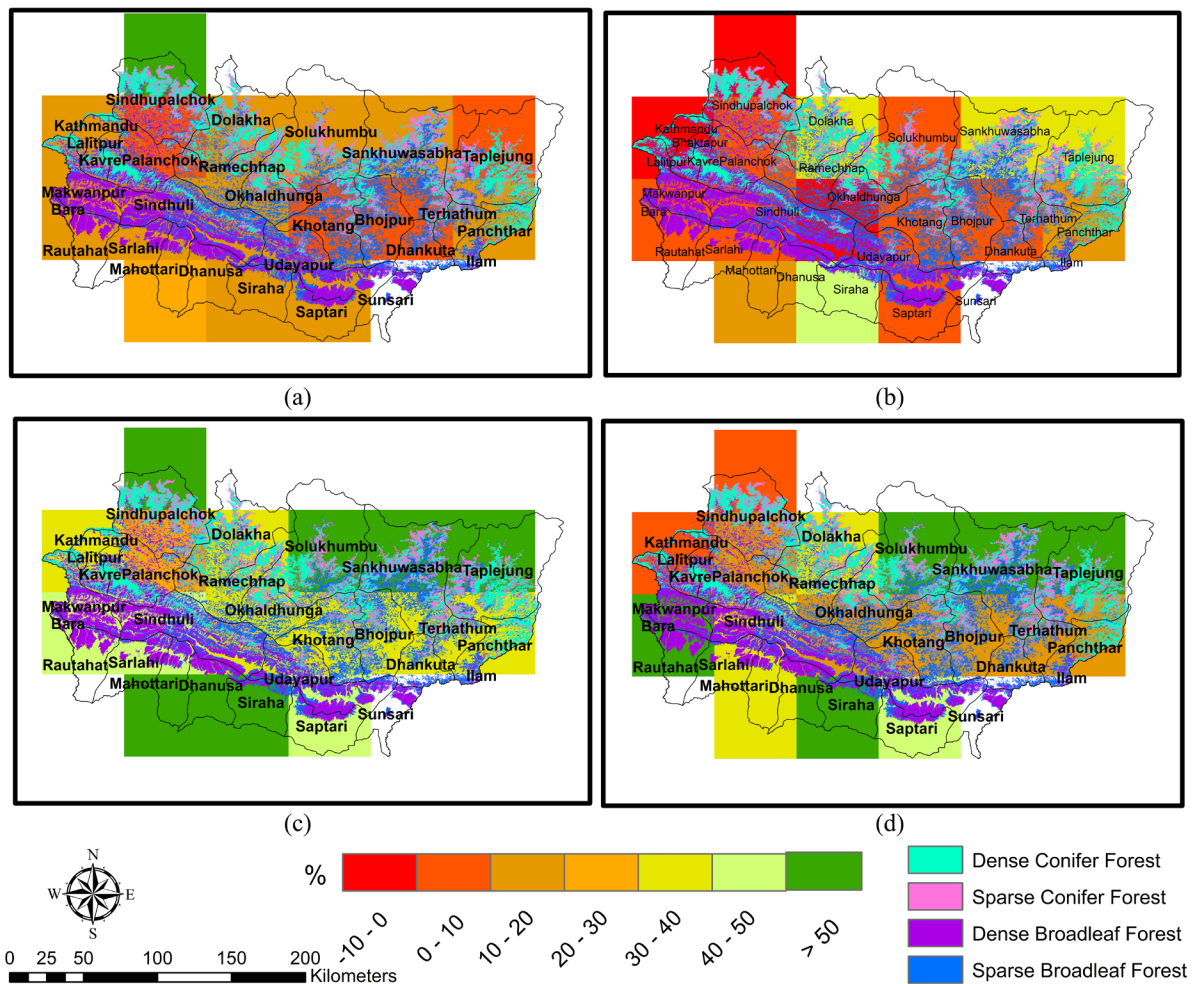 Sindhupalchok
Dolakha
Kathmandu
Solukhumbu
Lalitpur
Sankhuwasabha
Taplejung
KavrePalanchok
Ramechhap
Makwanpur
Okhaldhunga
Bara
Sindhuli
Terhathum
Khotang
Bhojpur
Panchthar
Rautahat
Sarlahi
Dhankuta
Mahottari
Dhanusa
Udayapur
Ilam
Siraha
Sunsari
Saptari
(a)
Sindhupalchok
Dolakha
Kathmandu
Solukhumbu
Sankhuwasabha
Bhaktapur
Lalitpur
KavrePalanchok
Ramechhap
Taplejung
Makwanpur
Okhaldhunga
Bara
Sindhuli
Khotang
Bhojpur
Terhathum
Panchthar
Rautahat
Sarlahi
Udayapur
Dhankuta
Ilam
Mahottari
Dhanusa
Siraha
Sunsari
Saptari
(b)
Sindhupalchok
Dolakha
Kathmandu
Solukhumbu
Lalitpur
Sankhuwasabha
Taplejung
KavrePalanchok
Ramechhap
Makwanpur
Okhaldhunga
Bara
Sindhuli
Terhathum
Khotang
Bhojpur
Panchthar
Rautahat
Sarlahi
Dhankuta
Mahottari
Dhanusa
Udayapur
Ilam
Siraha
Sunsari
Saptari
(c)
Sindhupalchok
Dolakha
Kathmandu
Solukhumbu
Lalitpur
Sankhuwasabha
Taplejung
KavrePalanchok
Ramechhap
Makwanpur
Okhaldhunga
Bara
Sindhuli
Terhathum
Khotang
Bhojpur
Panchthar
Rautahat
Sarlahi
Dhankuta
Mahottari
Dhanusa
Udayapur
Ilam
Siraha
Sunsari
Saptari
(d)
N
W E
S
0 25 50 100 150 200
Kilometers
%
-10 - 0
0 - 10
10 - 20
20 - 30
30 - 40
40 - 50
> 50
Dense Conifer Forest
Sparse Conifer Forest
Dense Broadleaf Forest
Sparse Broadleaf Forest